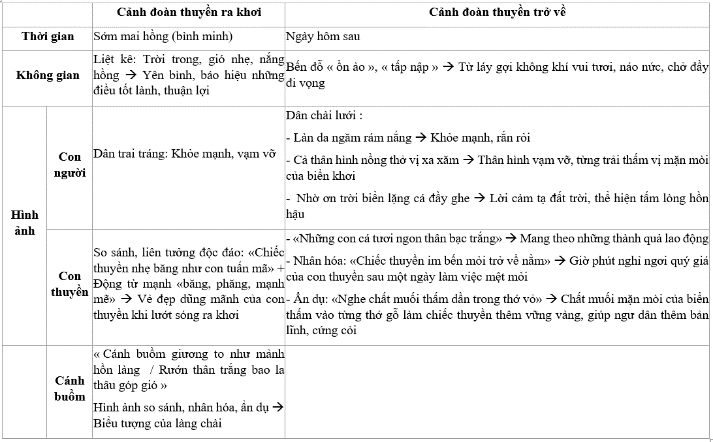 Cảnh đoàn thuyền ra khơi
Cảnh đoàn thuyền trở về
Thời gian
Sớm mai hồng (bình minh)
Ngày hôm sau
Không gian
Liệt kê: Trời trong, gió nhẹ, nắng
hồng → Yên bình, báo hiệu những
điều tốt lành, thuận lợi
Bến đỗ « ồn ào », « tấp nập » → Từ láy gợi không khí vui tươi, náo nức, chờ đầy
đi vọng
Hình
ảnh
Con
người
Dân trai tráng: Khỏe mạnh, vạm vỡ
Dân chài lưới :
- Làn da ngăm rám nắng → Khỏe mạnh, rắn rỏi
- Cả thân hình nồng thở vị xa xăm → Thân hình vạm vỡ, từng trải thấm vị mặn mòi
của biển khơi
- Nhờ ơn trời biển lặng cá đầy ghe → Lời cảm tạ đất trời, thể hiện tấm lòng hồn
hậu
Con
thuyền
So sánh, liên tưởng độc đáo: «Chiếc
thuyền nhẹ băng như con tuấn mã» +
Động từ mạnh «băng, phăng, mạnh
mẽ» → Vẻ đẹp dũng mãnh của con
thuyền khi lướt sóng ra khơi
- «Những con cá tươi ngon thân bạc trắng» → Mang theo những thành quả lao động
- Nhân hóa: «Chiếc thuyền im bến mỏi trở về nằm» → Giờ phút nghỉ ngơi quý giá
của con thuyền sau một ngày làm việc mệt mỏi
- Ẩn dụ: «Nghe chất muối thấm dần trong thớ vỏ» → Chất muối mặn mòi của biển
thấm vào từng thớ gỗ làm chiếc thuyền thêm vững vàng, giúp ngư dân thêm bản
lĩnh, cứng cỏi
Cánh
buồm
« Cánh buồm giương to như mảnh
hồn làng / Rướn thân trắng bao la
thâu góp gió »
Hình ảnh so sánh, nhân hóa, ẩn dụ →
Biểu tượng của làng chài